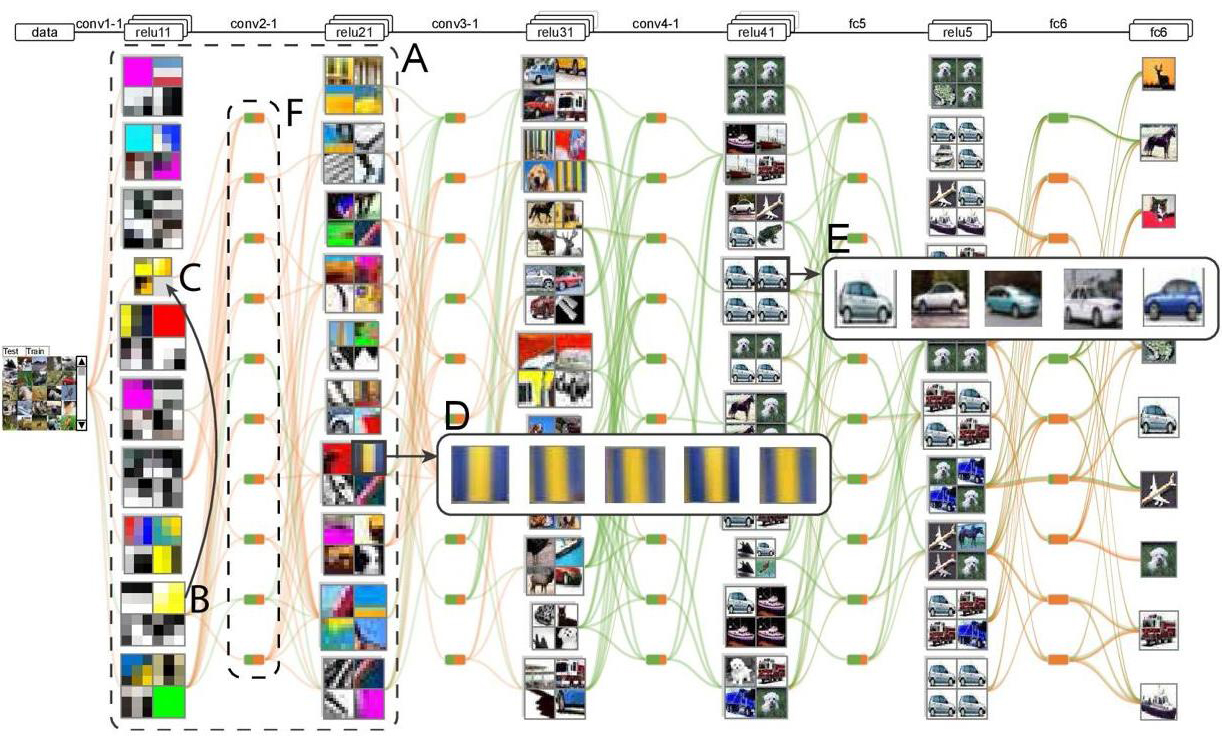 data conv1-1 relu11 conv2-1 relu21 conv3-1 relu31 conv4-1 relu41 fc5 relu5 fc6 fc6
A
F
C
E
Test Train
D
B